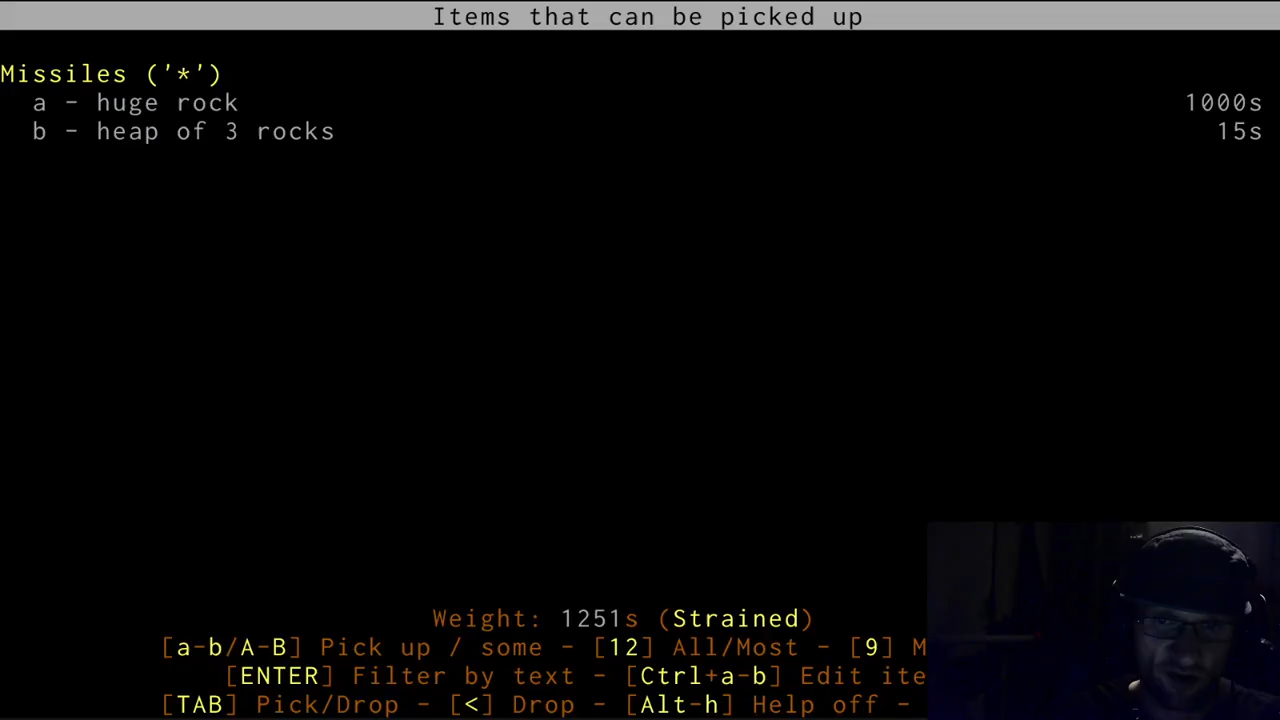 Items that can be picked up
Missiles ('*')
a - huge rock 1000s
b - heap of 3 rocks 15s
Weight: 1251s (Strained)
[a-b/A-B] Pick up / some - [12] All/Most - [9] M
[ENTER] Filter by text - [Ctrl+a-b] Edit ite
[TAB] Pick/Drop - [<] Drop - [Alt-h] Help off -